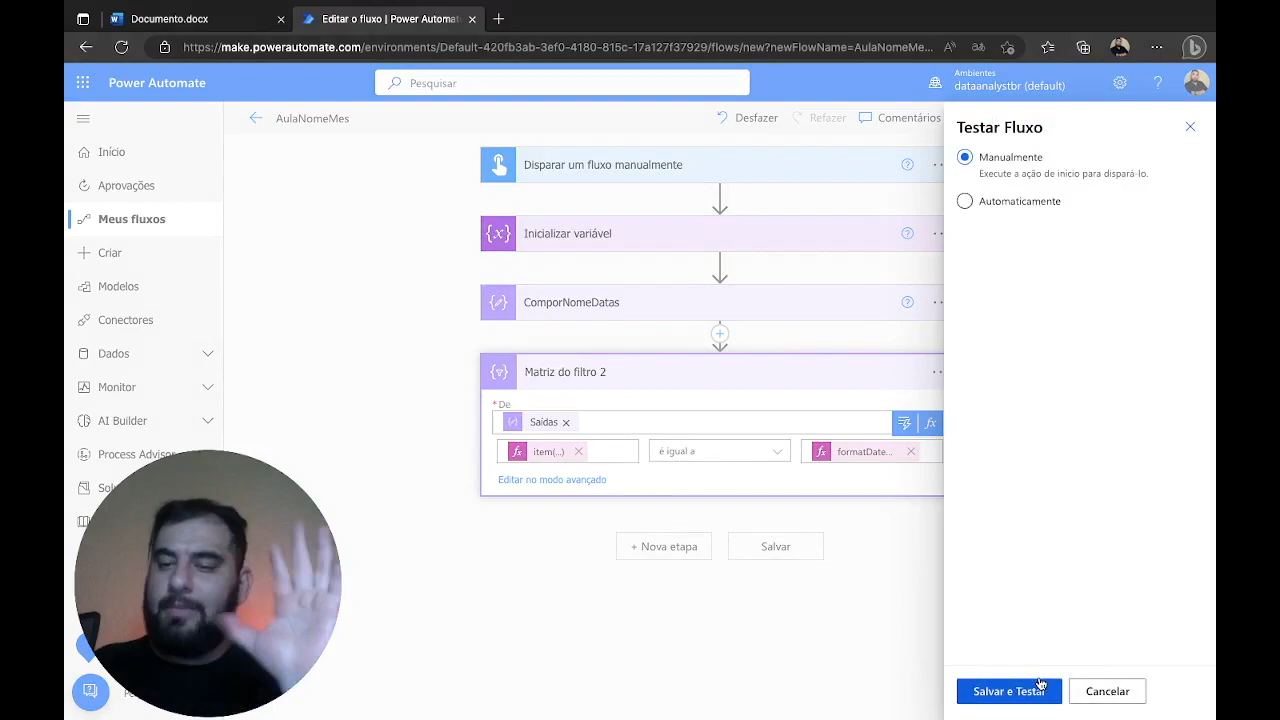 Documento.docx
Editar o fluxo | Power Automate
https://make.powerautomate.com/environments/Default-420fb3ab-3ef0-4180-815c-17a127f37929/flows/new?newFlowName=AulaNomeMe...
Power Automate
Pesquisar
Ambientes
dataanalystbr (default)
AulaNomeMes
Desfazer
Refazer
Comentários
Início
Aprovações
Meus fluxos
Criar
Modelos
Conectores
Dados
Monitor
AI Builder
Process Advisor
Disparar um fluxo manualmente
Inicializar variável
ComporNomeDatas
Matriz do filtro 2
* De
Saídas
item(...)
é igual a
formatDate...
Editar no modo avançado
+ Nova etapa
Salvar
Testar Fluxo
Manualmente
Execute a ação de início para dispará-lo.
Automaticamente
Salvar e Testar
Cancelar